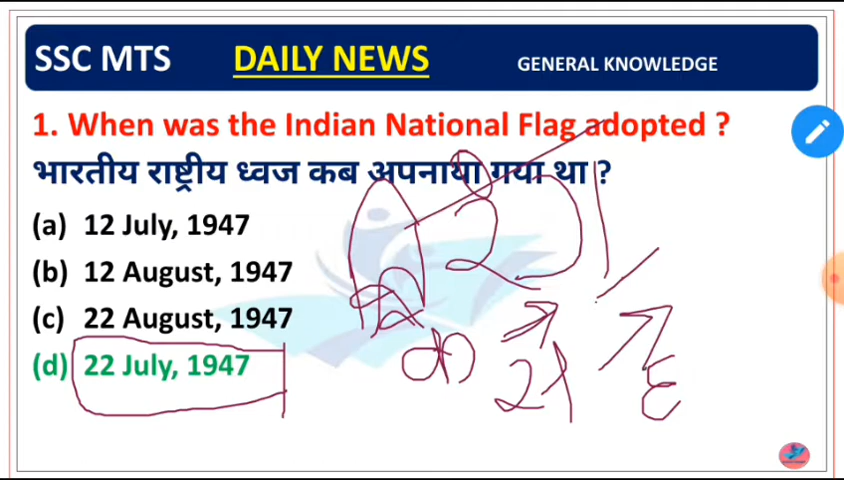 SSC MTS DAILY NEWS GENERAL KNOWLEDGE
1. When was the Indian National Flag adopted ?
भारतीय राष्ट्रीय ध्वज कब अपनाया गया था ?
(a) 12 July, 1947
(b) 12 August, 1947
(c) 22 August, 1947
(d) 22 July, 1947